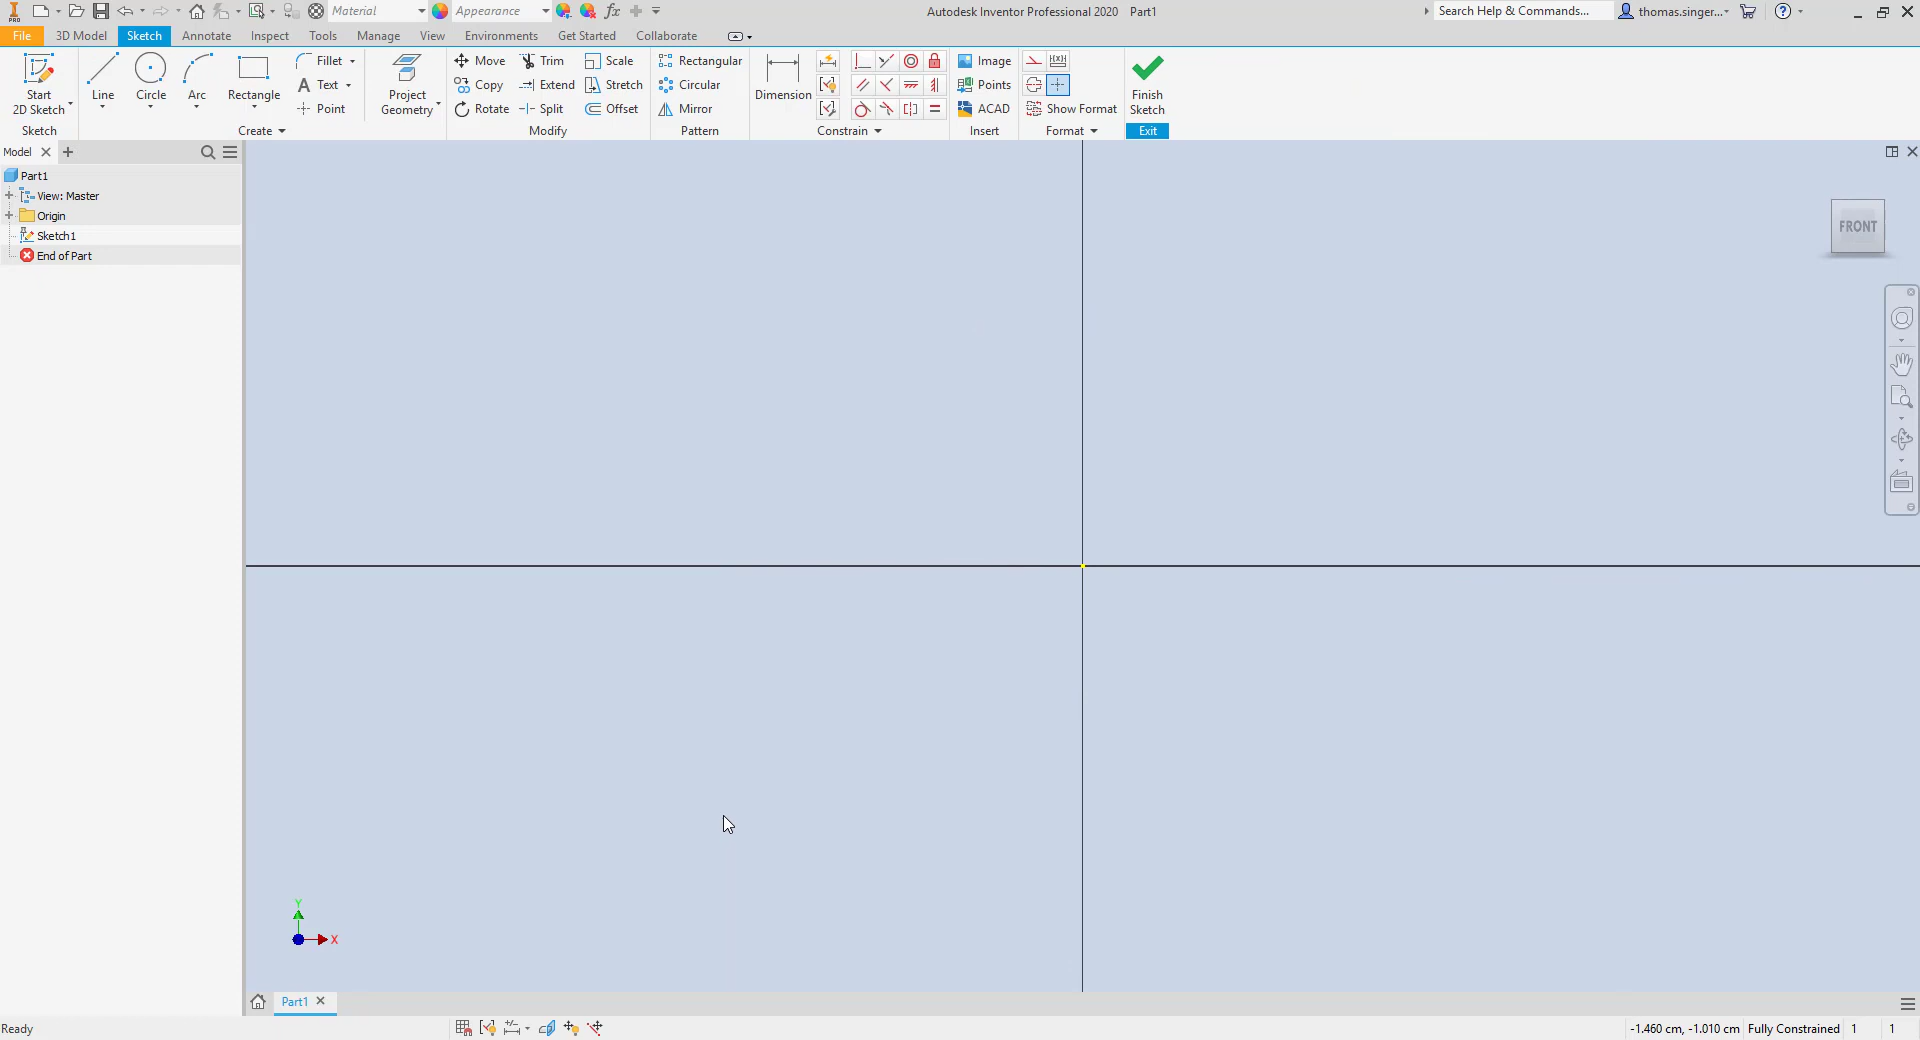 Material
Appearance
Autodesk Inventor Professional 2020 Part1
Search Help & Commands...
thomas.singer...
PRO
File 3D Model Sketch Annotate Inspect Tools Manage View Environments Get Started Collaborate
Start
2D Sketch
Sketch
Line
Circle
Arc
Rectangle
Fillet
Text
Point
Create
Project
Geometry
Move
Copy
Rotate
Trim
Extend
Split
Scale
Stretch
Offset
Modify
Rectangular
Circular
Mirror
Pattern
Dimension
Constrain
Image
Points
ACAD
Insert
Show Format
Format
Finish
Sketch
Exit
Model
Part1
View: Master
Origin
Sketch1
End of Part
FRONT
Y
X
Part1
Ready
-1.460 cm, -1.010 cm Fully Constrained 1 1